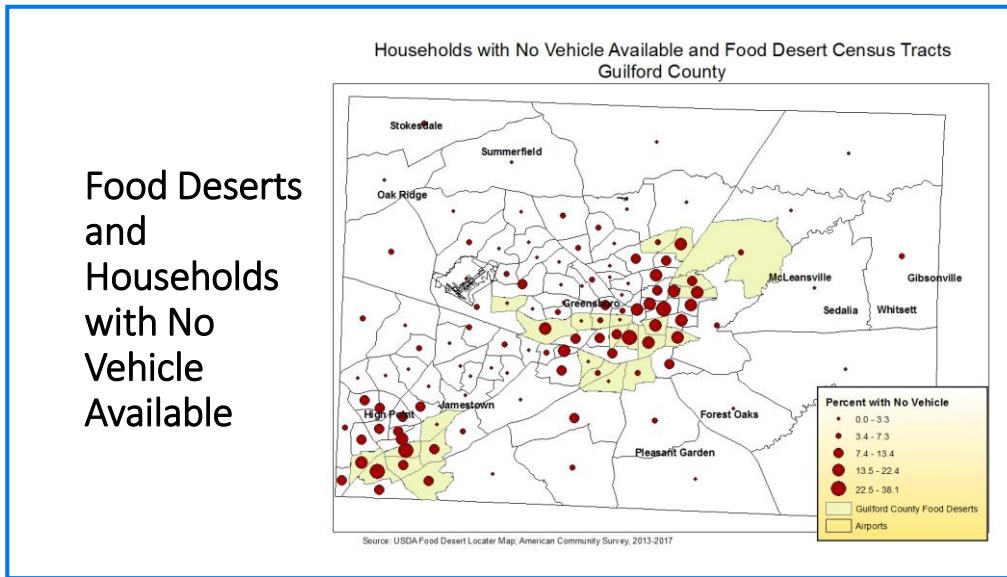 Food Deserts
and
Households
with No
Vehicle
Available
Households with No Vehicle Available and Food Desert Census Tracts
Guilford County
Stokesdale
Summerfield
Oak Ridge
McLeansville
Gibsonville
Greensboro
Sedalia
Whitsett
Jamestown
High Point
Forest Oaks
Pleasant Garden
Percent with No Vehicle
0.0 - 3.3
3.4 - 7.3
7.4 - 13.4
13.5 - 22.4
22.5 - 38.1
Guilford County Food Deserts
Airports
Source: USDA Food Desert Locater Map; American Community Survey, 2013-2017